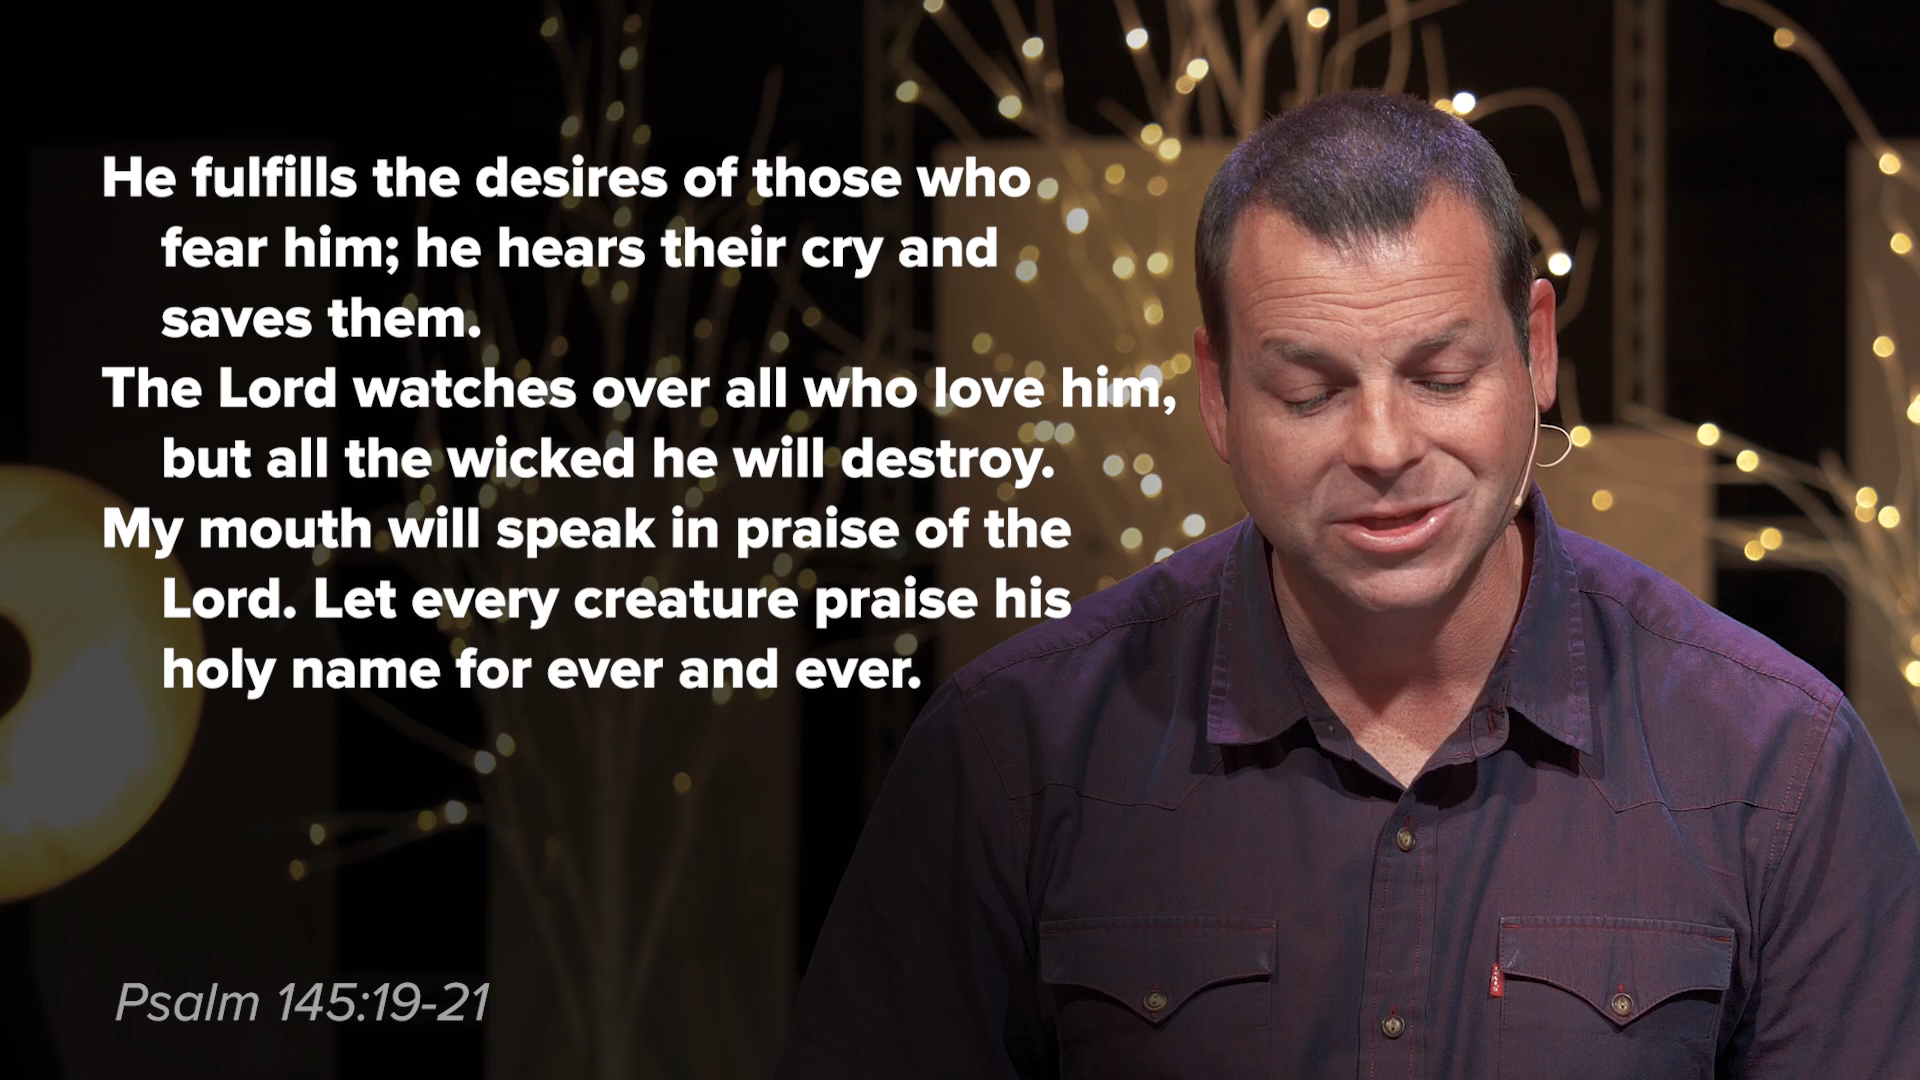 He fulfills the desires of those who
fear him; he hears their cry and
saves them.
The Lord watches over all who love him,
but all the wicked he will destroy.
My mouth will speak in praise of the
Lord. Let every creature praise his
holy name for ever and ever.
Psalm 145:19-21